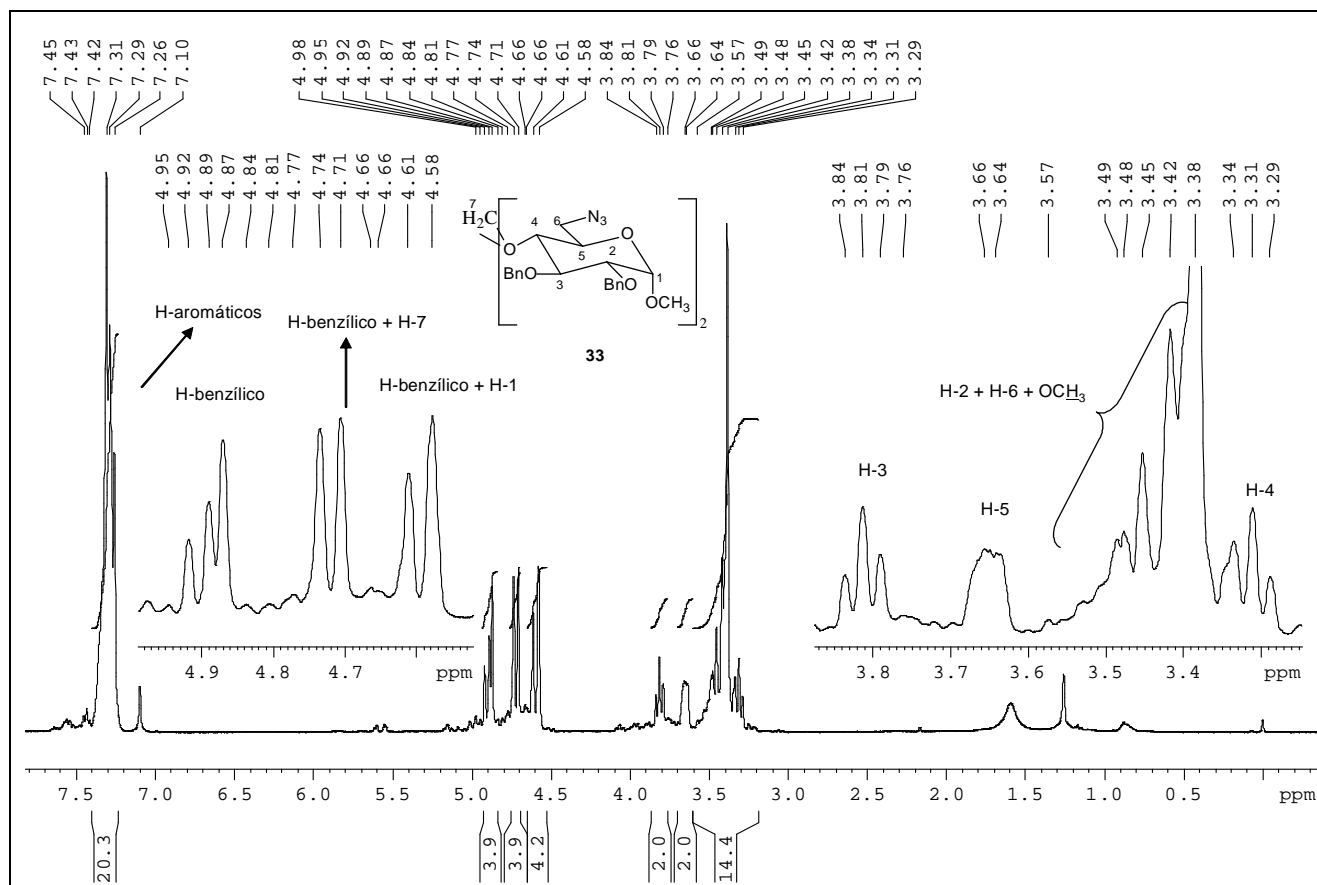 7.45 7.43 7.42 7.31 7.29 7.26 7.10 4.98 4.95 4.92 4.89 4.87 4.84 4.81 4.77 4.74 4.71 4.66 4.66 4.61 4.58 3.84 3.81 3.79 3.76 3.66 3.64 3.57 3.49 3.48 3.45 3.42 3.38 3.34 3.31 3.29
4.95 4.92 4.89 4.87 4.84 4.81 4.77 4.74 4.71 4.66 4.66 4.61 4.58
3.84 3.81 3.79 3.76 3.66 3.64 3.57 3.49 3.48 3.45 3.42 3.38 3.34 3.31 3.29
7
H₂C
4
6
N₃
O
O
5
2
1
BnO
3
BnO
OCH₃
2
33
H-aromáticos
H-benzílico + H-7
H-benzílico
H-benzílico + H-1
H-2 + H-6 + OCH₃
H-3
H-5
H-4
4.9 4.8 4.7 ppm
3.8 3.7 3.6 3.5 3.4 ppm
7.5 7.0 6.5 6.0 5.5 5.0 4.5 4.0 3.5 3.0 2.5 2.0 1.5 1.0 0.5 ppm
20.3 3.9 3.9 4.2 2.0 2.0 14.4